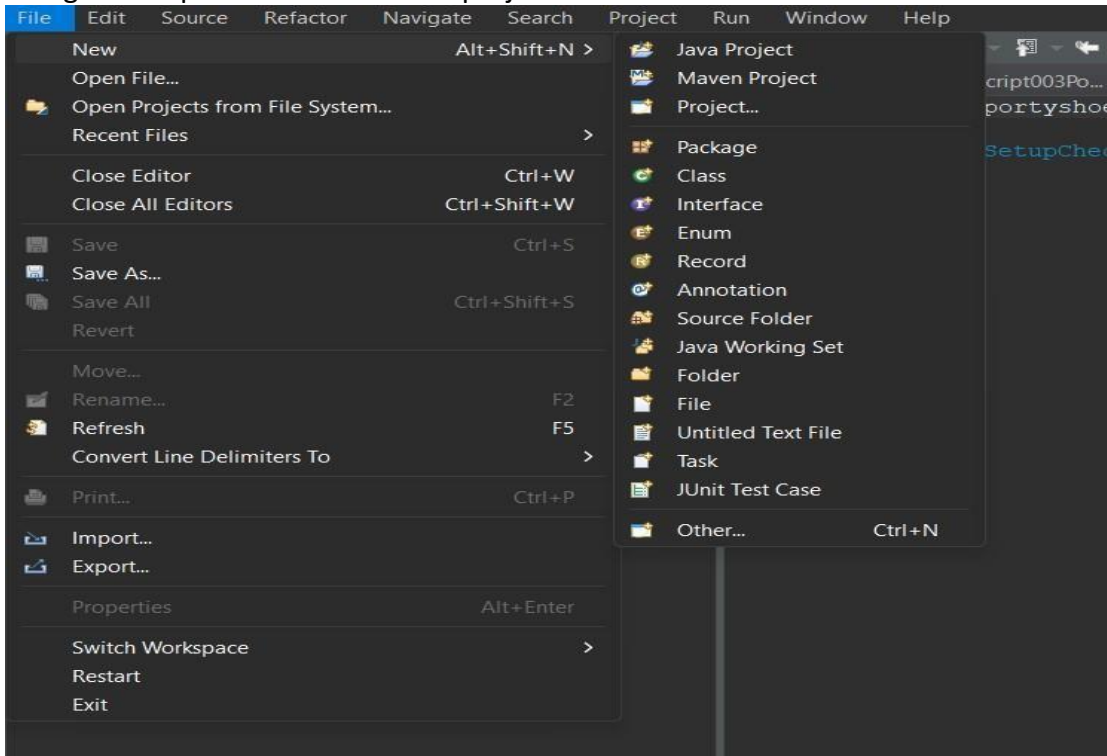 File Edit Source Refactor Navigate Search Project Run Window Help
New Alt+Shift+N >
Open File...
Open Projects from File System...
Recent Files >
Close Editor Ctrl+W
Close All Editors Ctrl+Shift+W
Save Ctrl+S
Save As...
Save All Ctrl+Shift+S
Revert
Move...
Rename... F2
Refresh F5
Convert Line Delimiters To >
Print... Ctrl+P
Import...
Export...
Properties Alt+Enter
Switch Workspace >
Restart
Exit
Java Project
Maven Project
Project...
Package
Class
Interface
Enum
Record
Annotation
Source Folder
Java Working Set
Folder
File
Untitled Text File
Task
JUnit Test Case
Other... Ctrl+N
cript003Po...
portyshoe
SetupChe